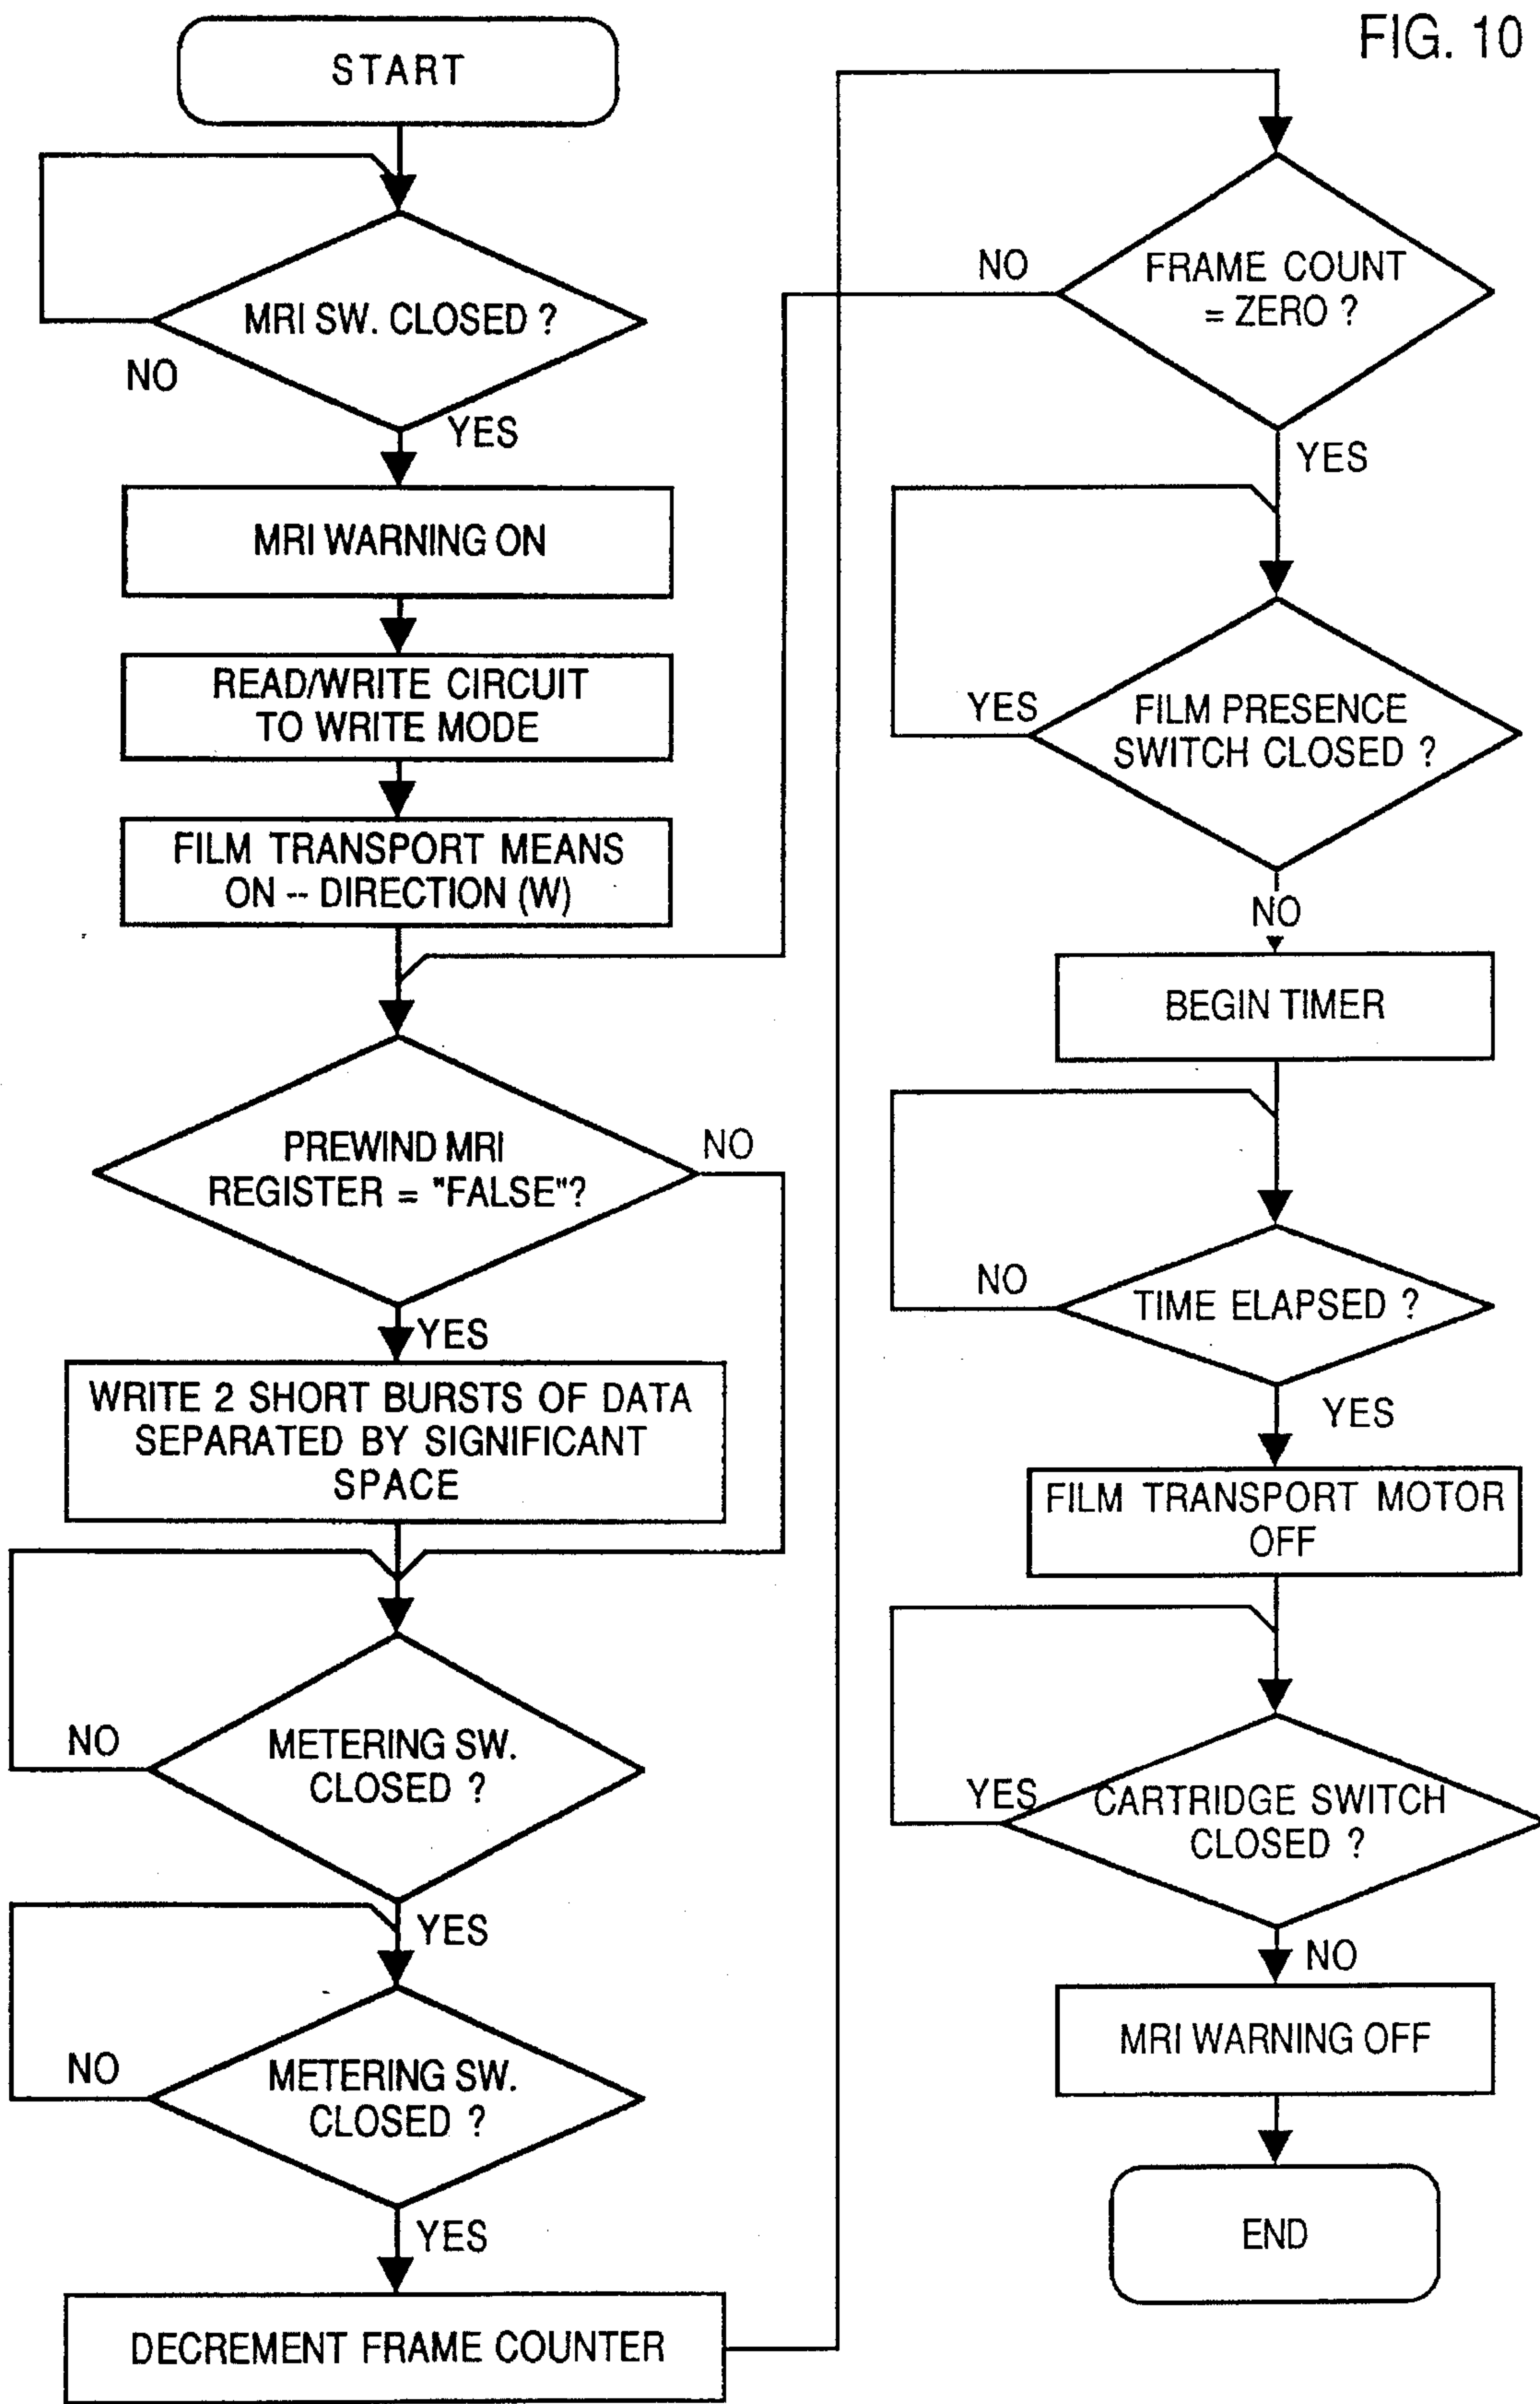 FIG. 10
START
MRI SW. CLOSED ?
NO
YES
MRI WARNING ON
READ/WRITE CIRCUIT
TO WRITE MODE
FILM TRANSPORT MEANS
ON -- DIRECTION (W)
PREWIND MRI
REGISTER = "FALSE"?
NO
YES
WRITE 2 SHORT BURSTS OF DATA
SEPARATED BY SIGNIFICANT
SPACE
METERING SW.
CLOSED ?
NO
YES
METERING SW.
CLOSED ?
NO
YES
DECREMENT FRAME COUNTER
FRAME COUNT
= ZERO ?
NO
YES
FILM PRESENCE
SWITCH CLOSED ?
YES
NO
BEGIN TIMER
TIME ELAPSED ?
NO
YES
FILM TRANSPORT MOTOR
OFF
CARTRIDGE SWITCH
CLOSED ?
YES
NO
MRI WARNING OFF
END